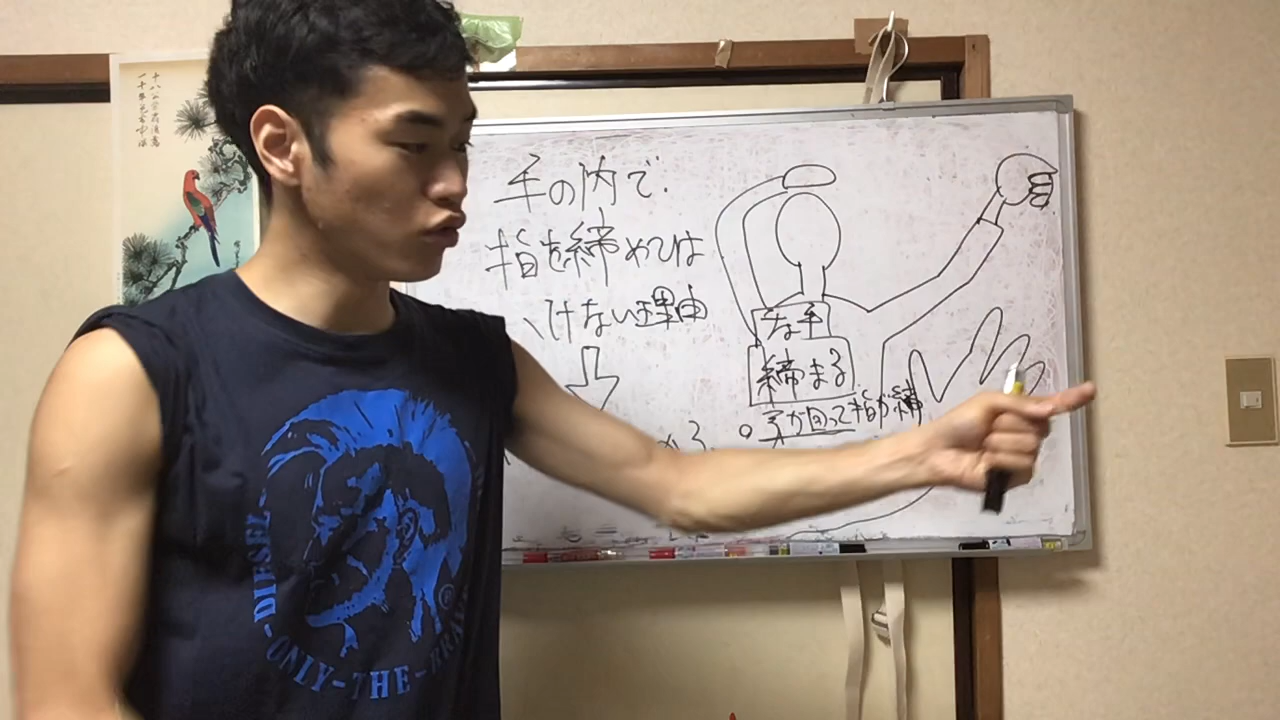 手の内で、
指を締めては
いけない理由
左手
締まる
手が回って指が締
DIESEL
-ONLY-THE-BRAVE